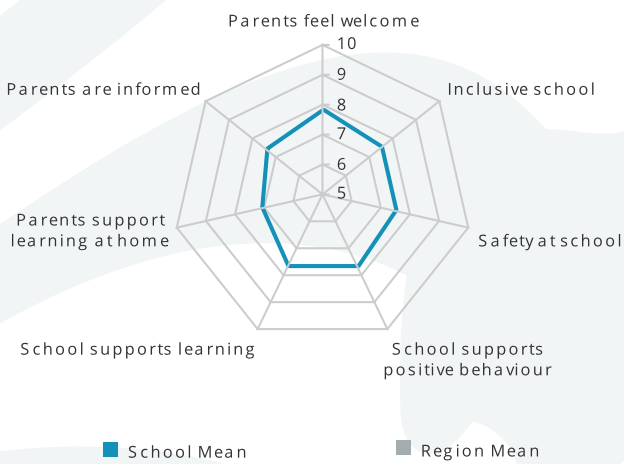 Parents feel welcome
10
9
8
7
6
5
Parents are informed
Inclusive school
Parents support
learning at home
Safety at school
School supports learning
School supports
positive behaviour
School Mean
Region Mean